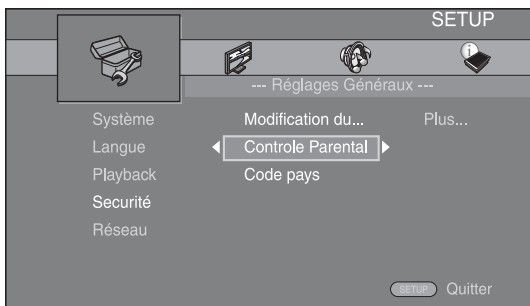 SETUP
--- Réglages Généraux ---
Système
Modification du...
Plus...
Langue
Controle Parental
Playback
Code pays
Securité
Réseau
SETUP Quitter